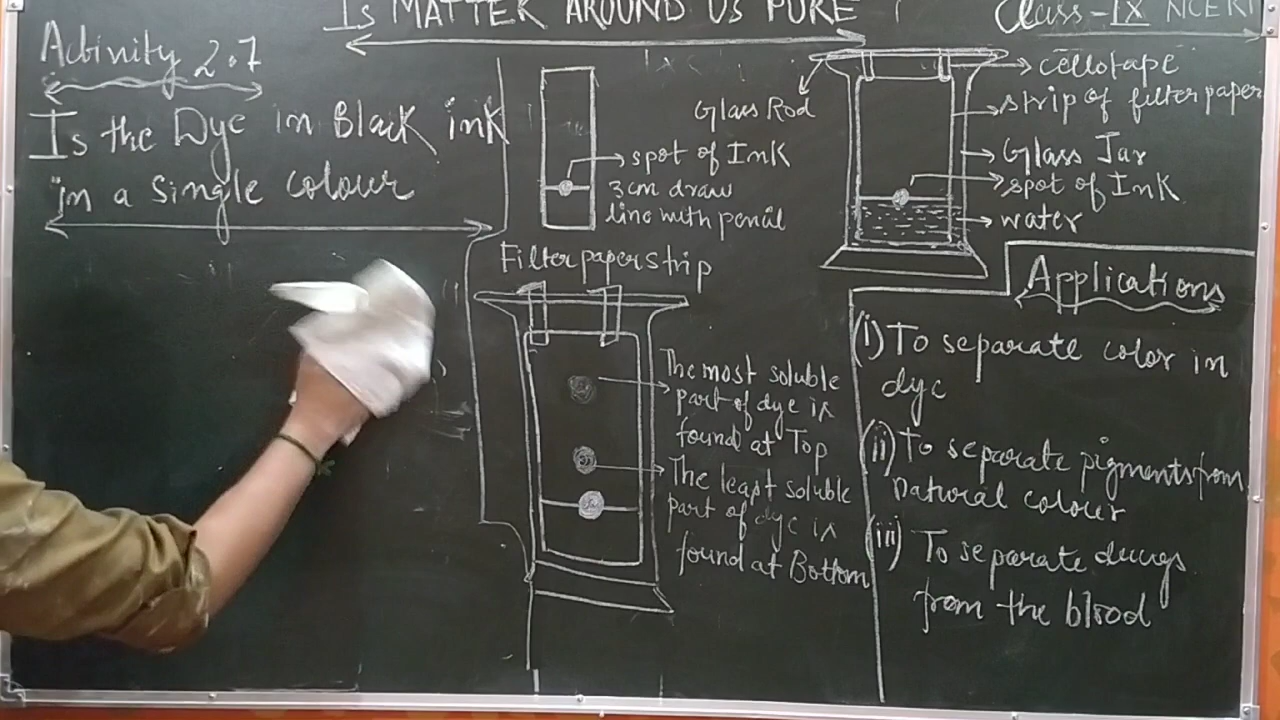 Is MATTER AROUND US PURE ?
Class-IX NCERT
Activity 2.7
Is the Dye in Black ink
in a Single colour
spot of Ink
3cm draw
line with pencil
Filter paper strip
Glass Rod
cellotape
strip of filter paper
Glass Jar
spot of Ink
water
The most soluble
part of dye is
found at Top
The least soluble
part of dye is
found at Bottom
Applications
(i) To separate color in
dye
(ii) To separate pigments from
natural colour
(iii) To separate drugs
from the blood